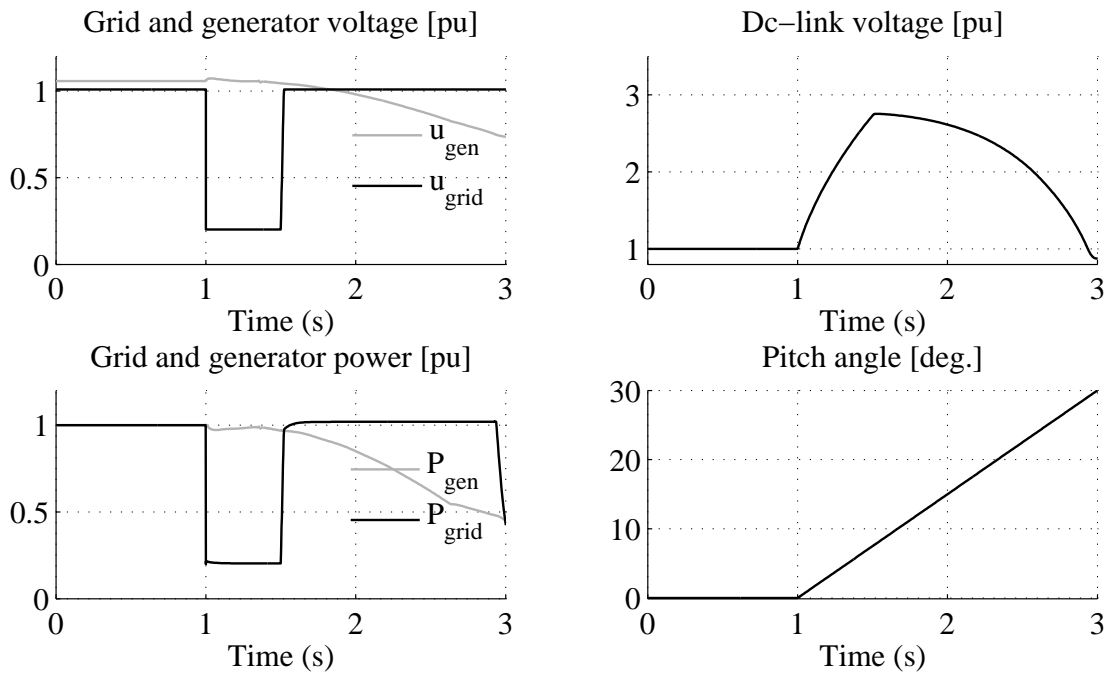 Grid and generator voltage [pu]
1
0.5
0
u_gen
u_grid
0 1 2 3
Time (s)
Dc−link voltage [pu]
3
2
1
0 1 2 3
Time (s)
Grid and generator power [pu]
1
0.5
0
P_gen
P_grid
0 1 2 3
Time (s)
Pitch angle [deg.]
30
20
10
0
0 1 2 3
Time (s)